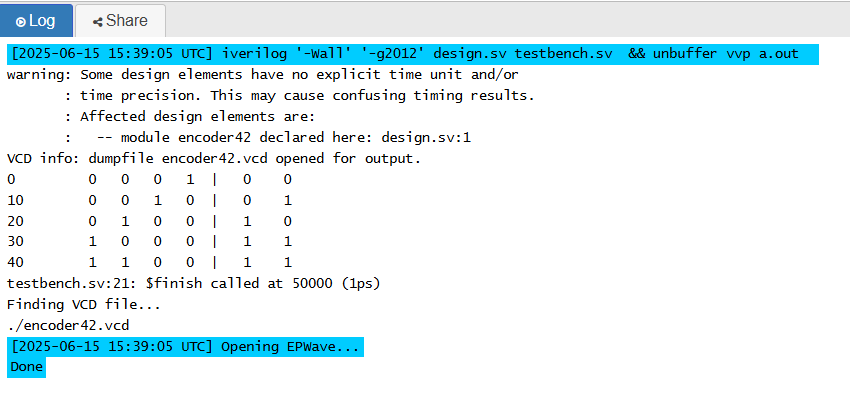 Log Share
[2025-06-15 15:39:05 UTC] iverilog '-Wall' '-g2012' design.sv testbench.sv  && unbuffer vvp a.out
warning: Some design elements have no explicit time unit and/or
       : time precision. This may cause confusing timing results.
       : Affected design elements are:
       :   -- module encoder42 declared here: design.sv:1
VCD info: dumpfile encoder42.vcd opened for output.
0         0   0   0   1  |   0    0
10        0   0   1   0  |   0    1
20        0   1   0   0  |   1    0
30        1   0   0   0  |   1    1
40        1   1   0   0  |   1    1
testbench.sv:21: $finish called at 50000 (1ps)
Finding VCD file...
./encoder42.vcd
[2025-06-15 15:39:05 UTC] Opening EPWave...
Done